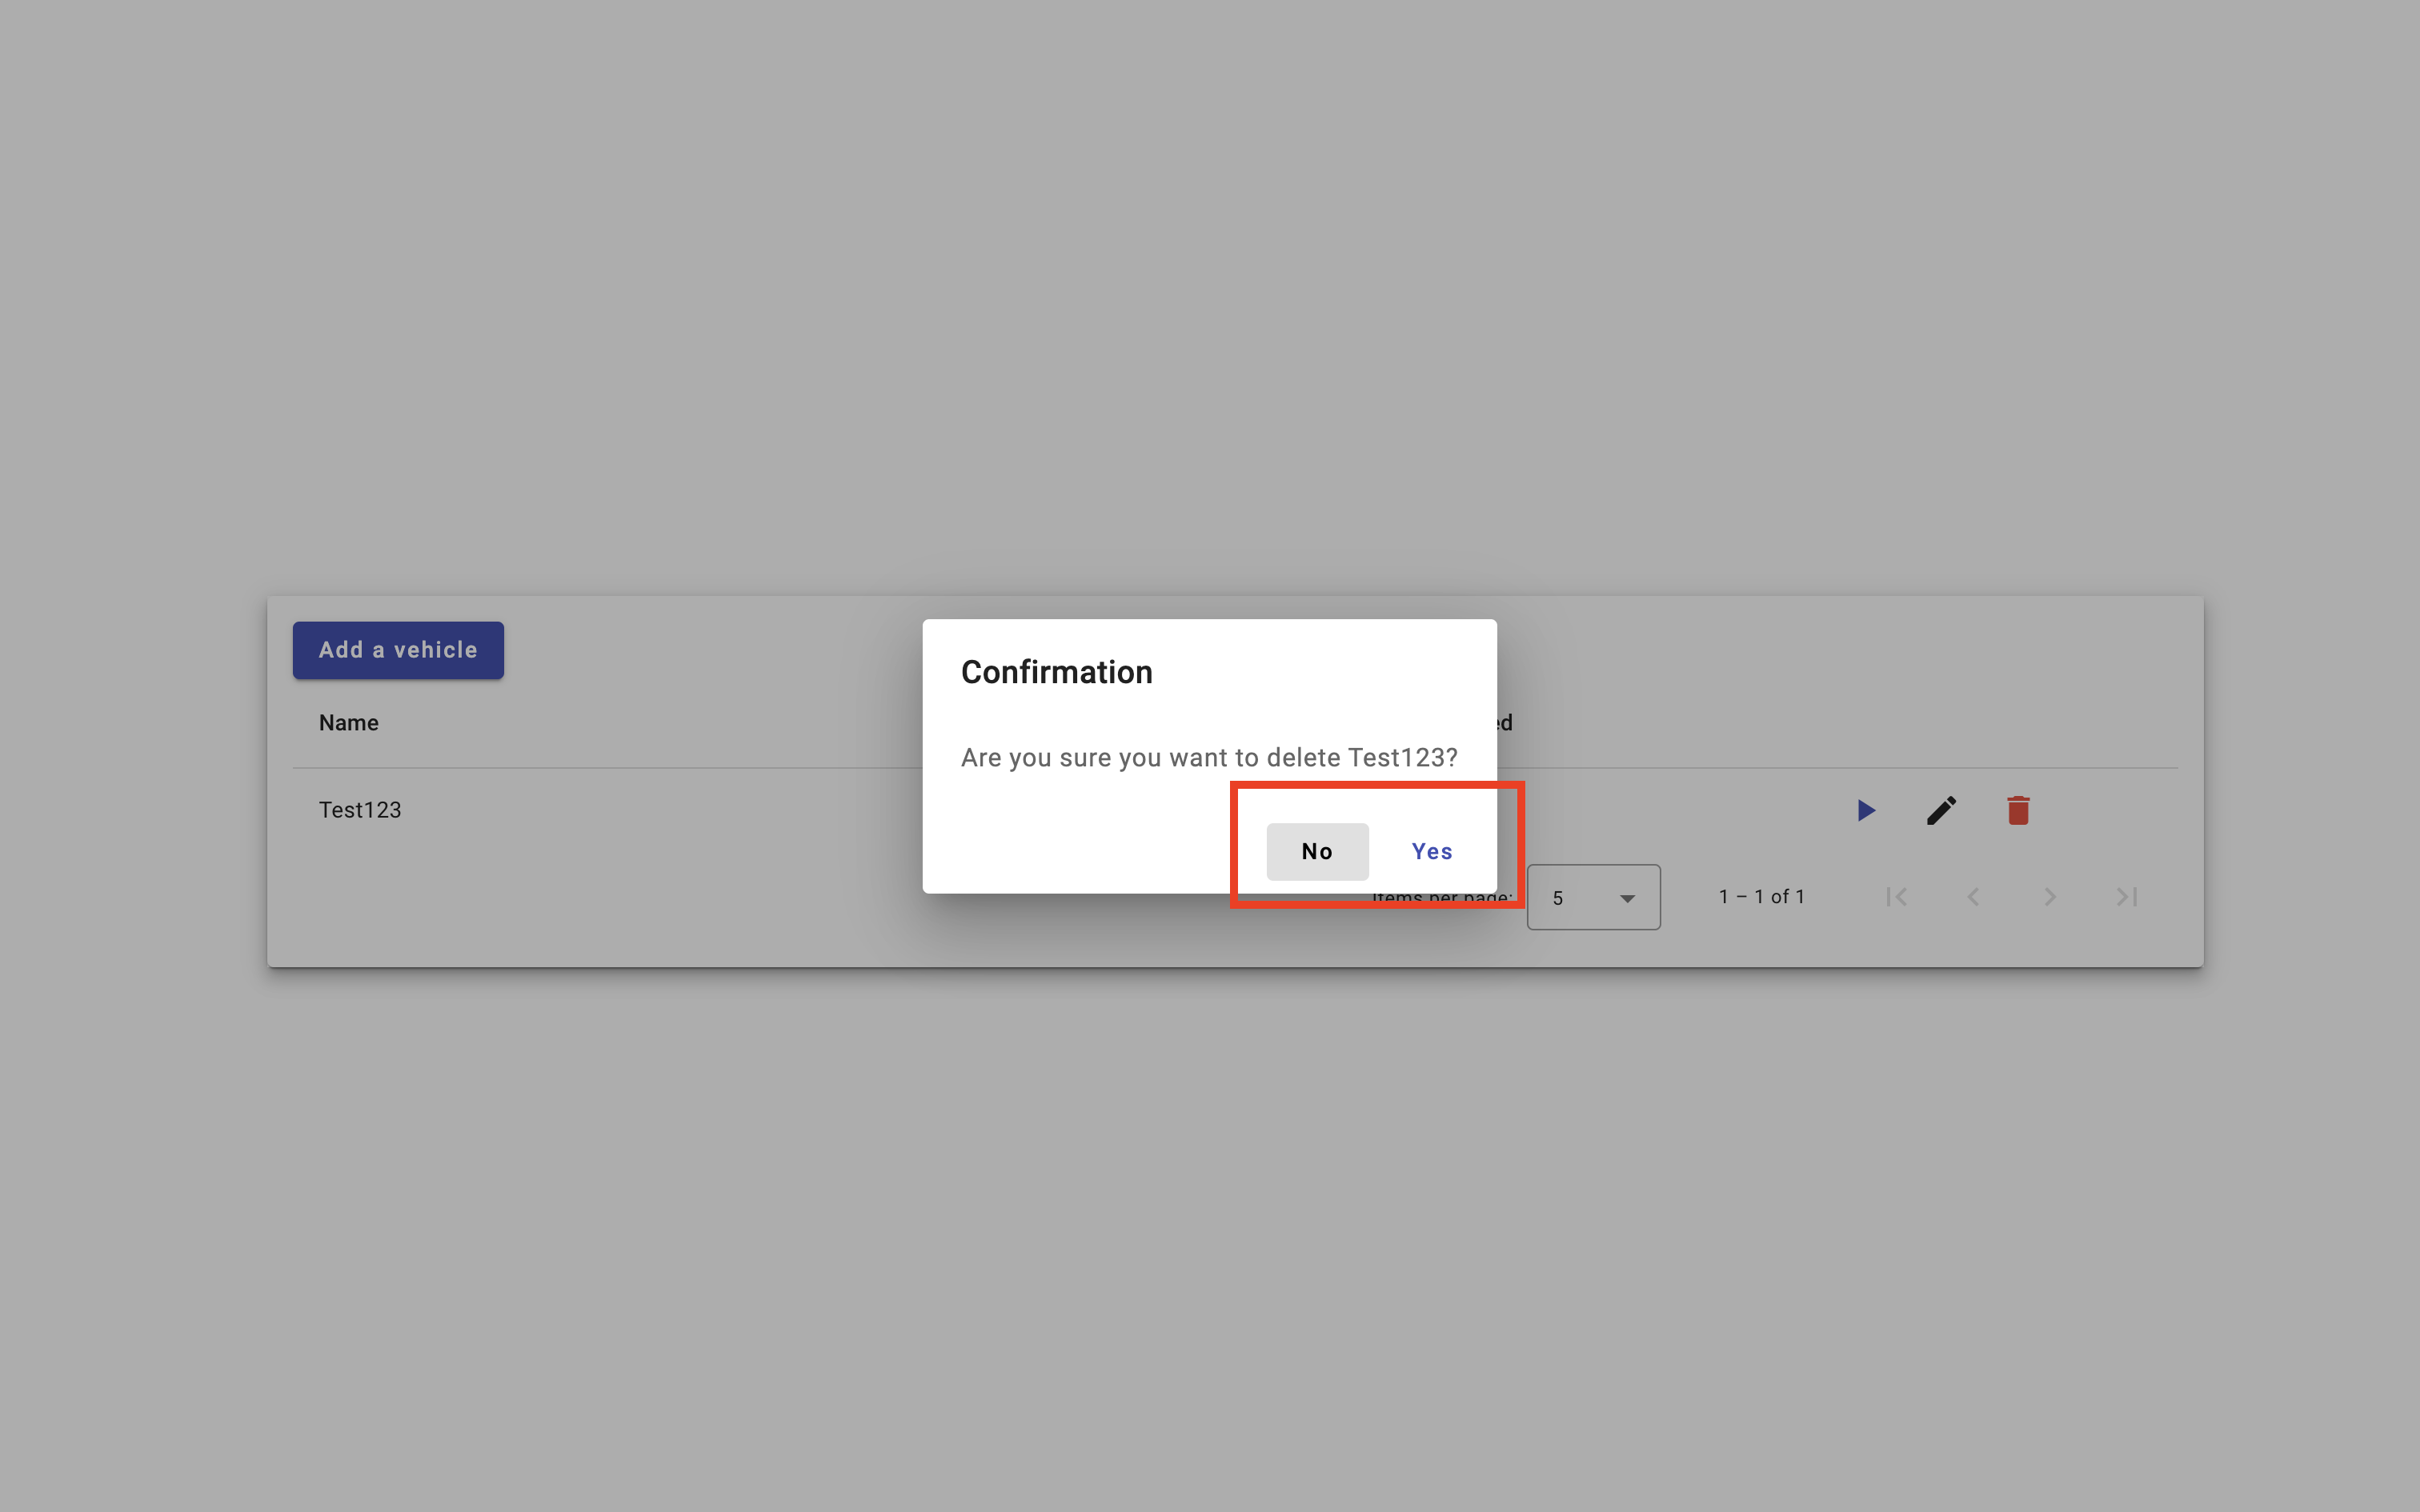 Add a vehicle
Confirmation
Name
ed
Are you sure you want to delete Test123?
Test123
No
Yes
Items per page:
5
1 – 1 of 1